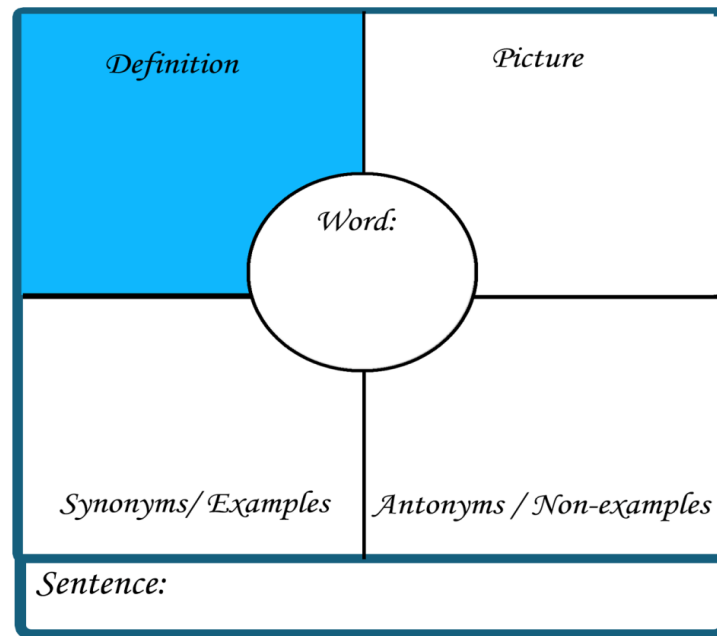 Definition
Picture
Word:
Synonyms/ Examples
Antonyms / Non-examples
Sentence: